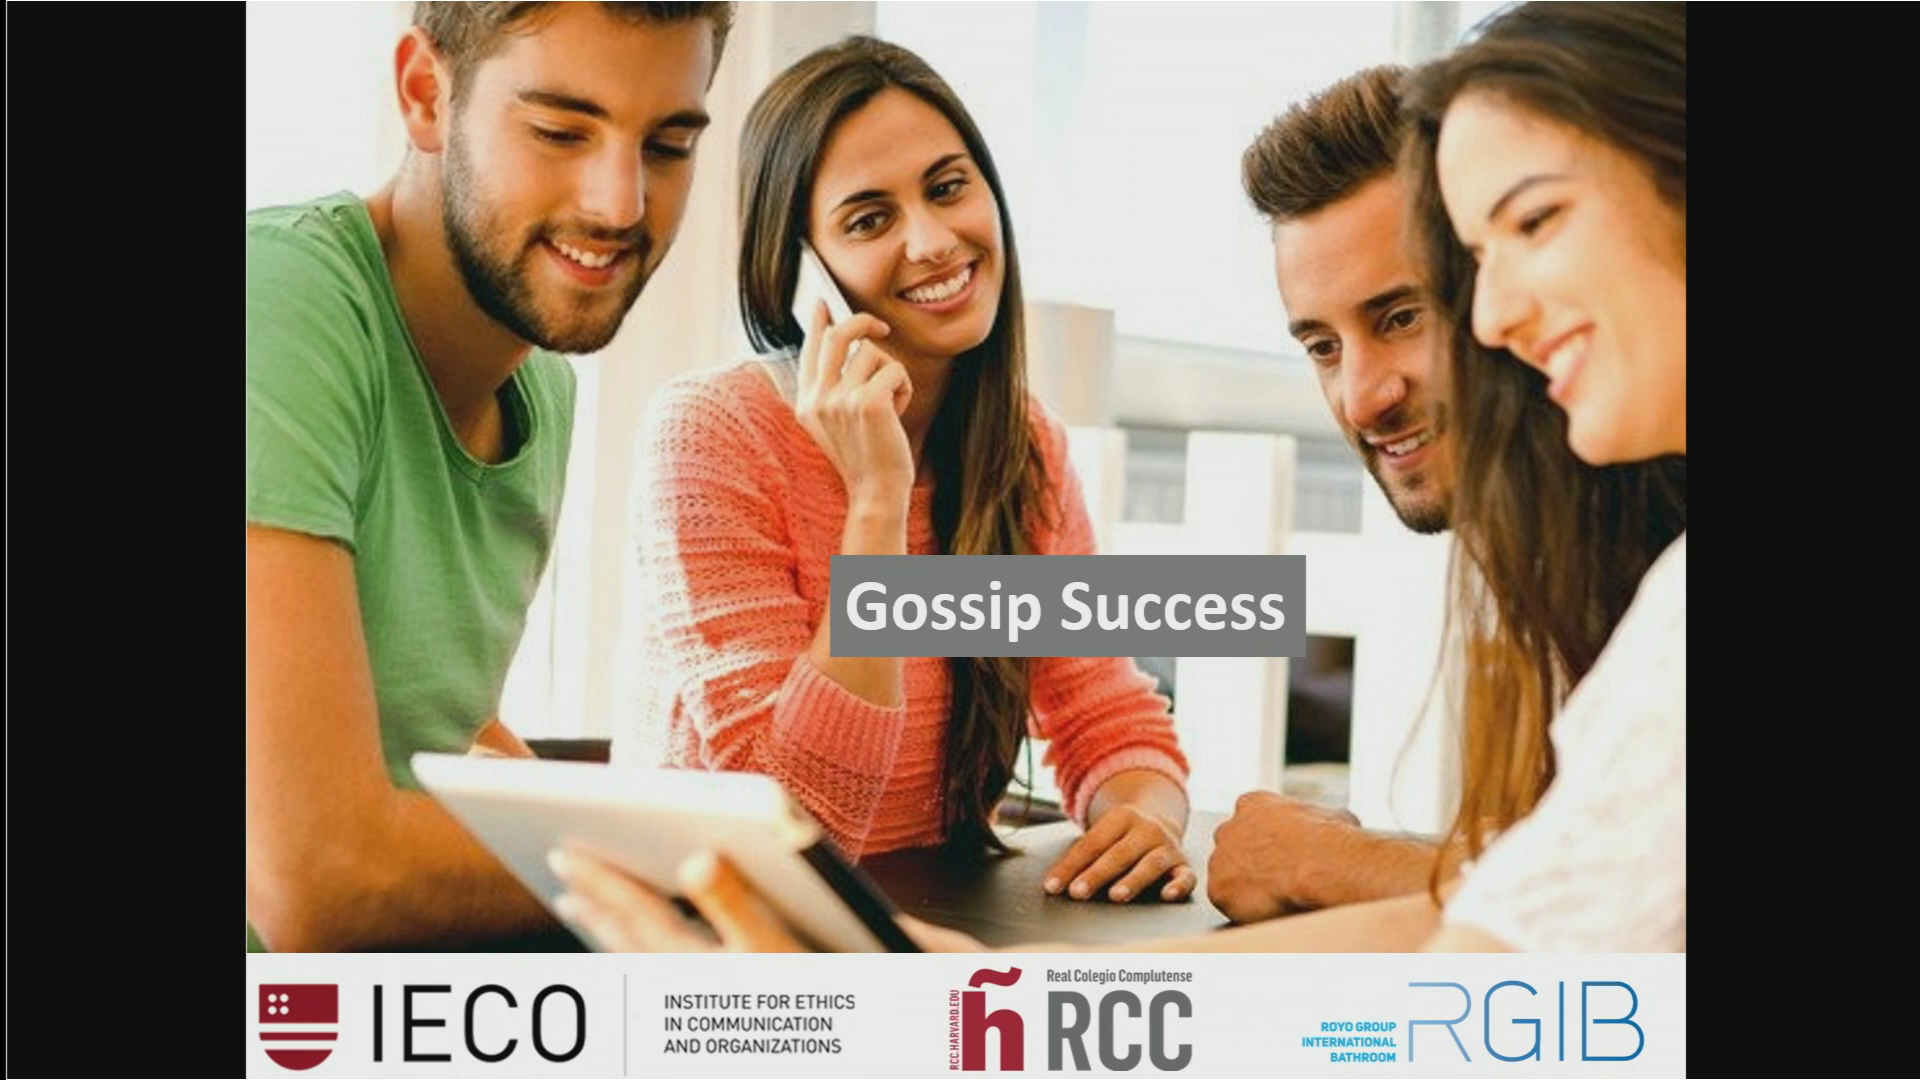 Gossip Success
IECO
INSTITUTE FOR ETHICS
IN COMMUNICATION
AND ORGANIZATIONS
RCC.HARVARD.EDU
ñ
Real Colegio Complutense
RCC
ROYO GROUP
INTERNATIONAL
BATHROOM
RGIB